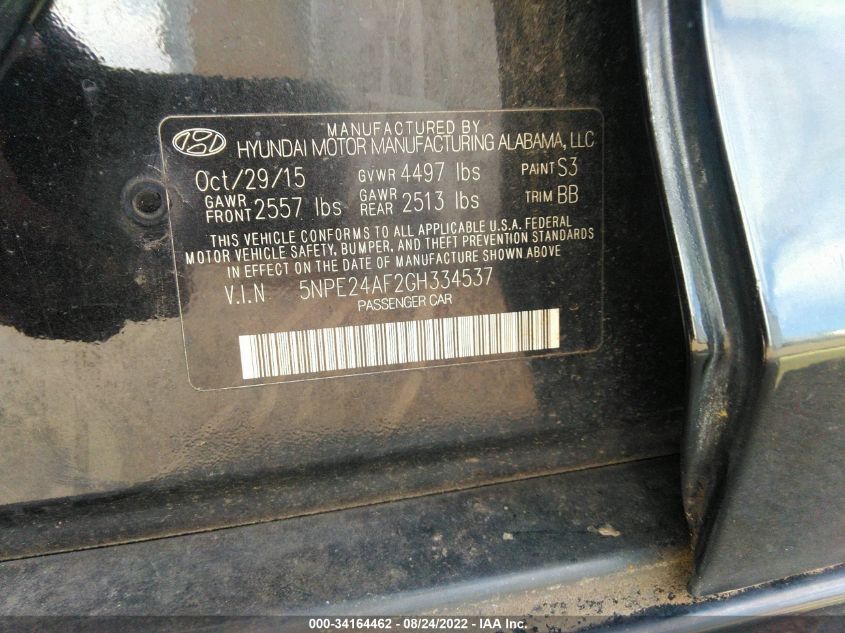 MANUFACTURED BY
HYUNDAI MOTOR MANUFACTURING ALABAMA, LLC
Oct/29/15 GVWR 4497 lbs PAINT S3
GAWR FRONT 2557 lbs GAWR REAR 2513 lbs TRIM BB
THIS VEHICLE CONFORMS TO ALL APPLICABLE U.S.A. FEDERAL
MOTOR VEHICLE SAFETY, BUMPER, AND THEFT PREVENTION STANDARDS
IN EFFECT ON THE DATE OF MANUFACTURE SHOWN ABOVE
V.I.N 5NPE24AF2GH334537
PASSENGER CAR
000-34164462 - 08/24/2022 - IAA Inc.